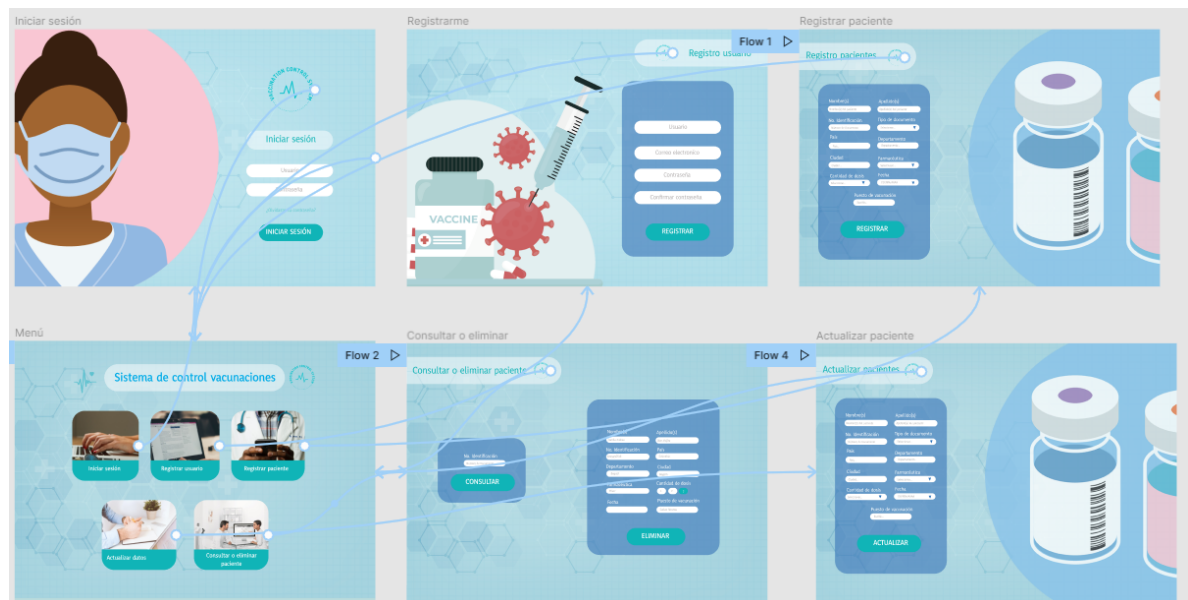 Iniciar sesión
VACCINATION CONTROL SYSTEM
Iniciar sesión
Usuario
Contraseña
INICIAR SESIÓN
Registrarme
Flow 1
Registro usuario
VACCINE
Usuario
Correo electrónico
Contraseña
Confirmar contraseña
REGISTRAR
Registrar paciente
Registro pacientes
Nombre(s) Apellido(s)
No. Identificación Tipo de documento
País Departamento
Ciudad Farmacéutica
Cantidad de dosis Fecha
Puesto de vacunación
REGISTRAR
Menú
Flow 2
Sistema de control vacunaciones
Iniciar sesión
Registrar usuario
Registrar paciente
Actualizar datos
Consultar o eliminar
paciente
Consultar o eliminar
Flow 4
Consultar o eliminar paciente
No. Identificación
CONSULTAR
Nombre(s) Apellido(s)
No. Identificación País
Departamento Ciudad
Farmacéutica Cantidad de dosis
Fecha Puesto de vacunación
ELIMINAR
Actualizar paciente
Actualizar pacientes
Nombre(s) Apellido(s)
No. Identificación Tipo de documento
País Departamento
Ciudad Farmacéutica
Cantidad de dosis Fecha
Puesto de vacunación
ACTUALIZAR